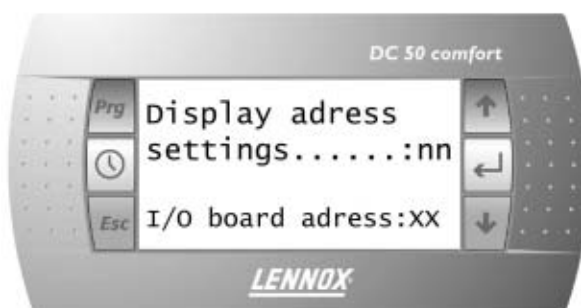 DC 50 comfort
Prg
Display adress
settings......:nn
Esc
I/O board adress:XX
LENNOX